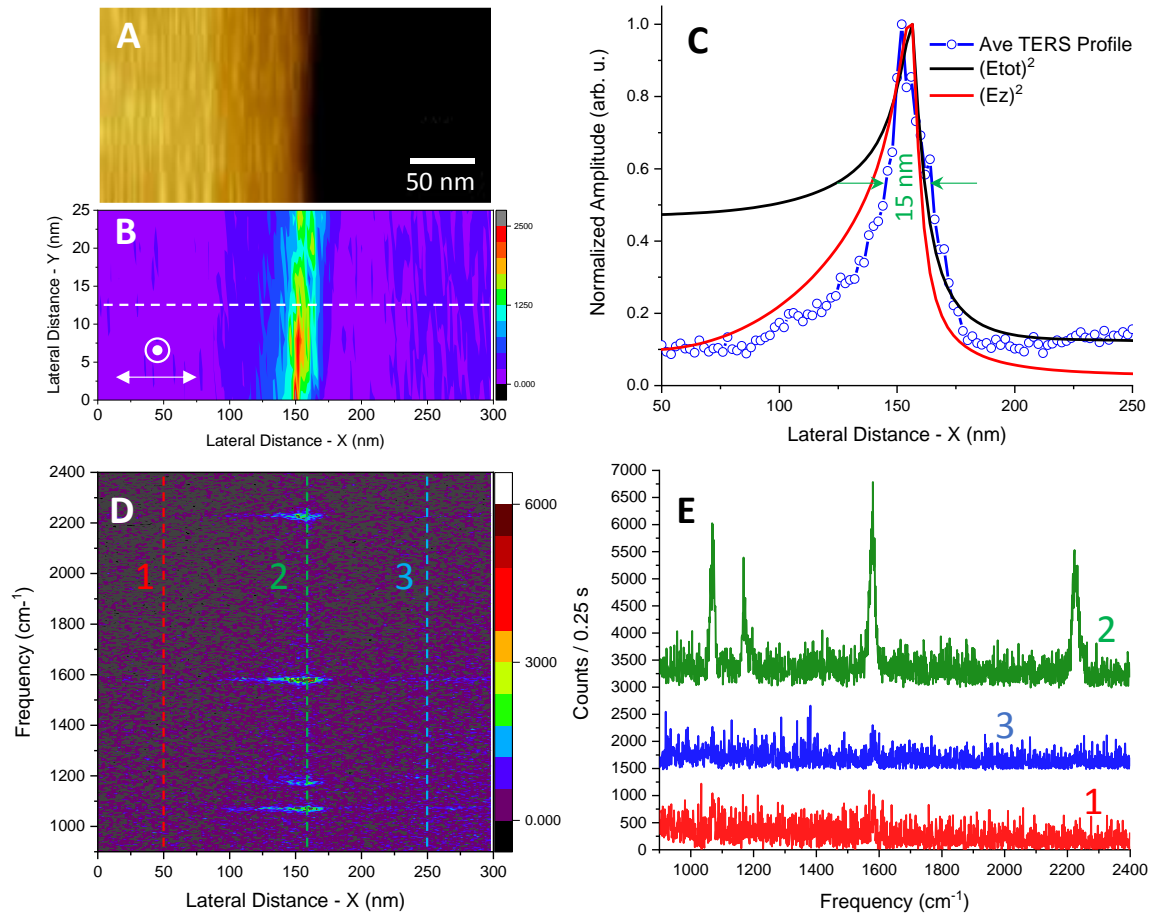 A
50 nm
B
Lateral Distance - Y (nm)
25
20
15
10
5
0
0 50 100 150 200 250 300
Lateral Distance - X (nm)
2500
1250
0.000
C
Ave TERS Profile
(Etot)2
(Ez)2
15 nm
Normalized Amplitude (arb. u.)
1.0
0.8
0.6
0.4
0.2
0.0
50 100 150 200 250
Lateral Distance - X (nm)
D
1 2 3
Frequency (cm-1)
2400
2200
2000
1800
1600
1400
1200
1000
0 50 100 150 200 250 300
Lateral Distance - X (nm)
6000
3000
0.000
E
2
3
1
Counts / 0.25 s
7000
6500
6000
5500
5000
4500
4000
3500
3000
2500
2000
1500
1000
500
0
1000 1200 1400 1600 1800 2000 2200 2400
Frequency (cm-1)